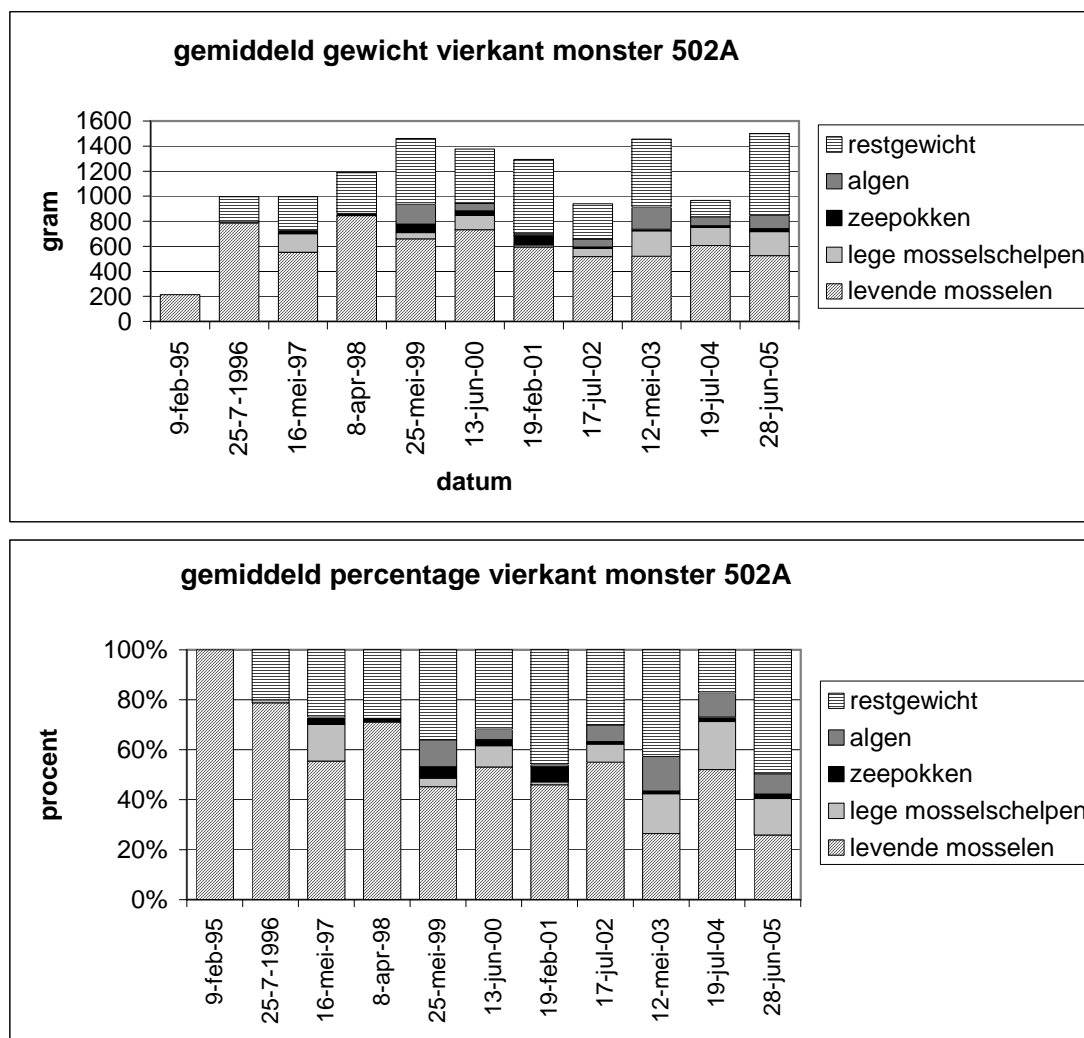 gemiddeld gewicht vierkant monster 502A
gram
1600
1400
1200
1000
800
600
400
200
0
9-feb-95
25-7-1996
16-mei-97
8-apr-98
25-mei-99
13-jun-00
19-feb-01
17-jul-02
12-mei-03
19-jul-04
28-jun-05
datum
restgewicht
algen
zeepokken
lege mosselschelpen
levende mosselen
gemiddeld percentage vierkant monster 502A
procent
100%
80%
60%
40%
20%
0%
9-feb-95
25-7-1996
16-mei-97
8-apr-98
25-mei-99
13-jun-00
19-feb-01
17-jul-02
12-mei-03
19-jul-04
28-jun-05
restgewicht
algen
zeepokken
lege mosselschelpen
levende mosselen